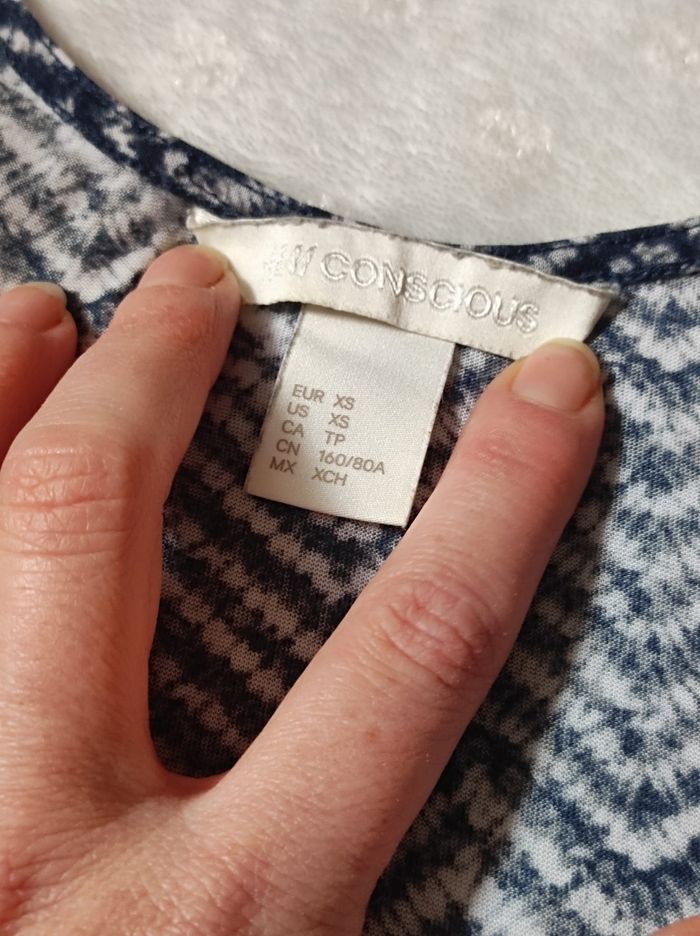 CONSCIOUS
EUR XS
US XS
CA TP
CN 160/80A
MX XCH